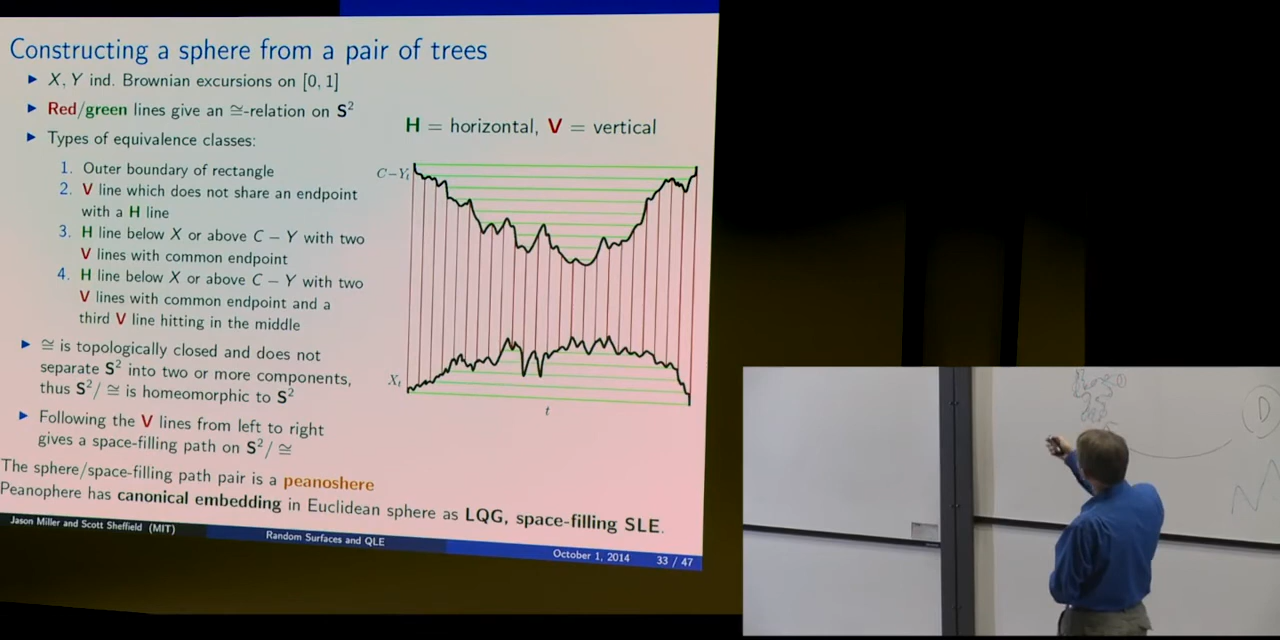 Constructing a sphere from a pair of trees
► X, Y ind. Brownian excursions on [0, 1]
► Red/green lines give an ≅-relation on S²
► Types of equivalence classes:
1. Outer boundary of rectangle
2. V line which does not share an endpoint
with a H line
3. H line below X or above C − Y with two
V lines with common endpoint
4. H line below X or above C − Y with two
V lines with common endpoint and a
third V line hitting in the middle
► ≅ is topologically closed and does not
separate S² into two or more components,
thus S²/ ≅ is homeomorphic to S²
► Following the V lines from left to right
gives a space-filling path on S²/ ≅
The sphere/space-filling path pair is a peanoshere
Peanophere has canonical embedding in Euclidean sphere as LQG, space-filling SLE.
H = horizontal, V = vertical
C−Yₜ
Xₜ
t
Jason Miller and Scott Sheffield (MIT)
Random Surfaces and QLE
October 1, 2014
33 / 47
D